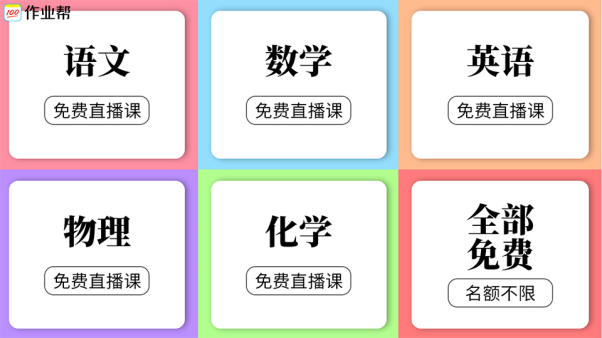 100
作业帮
语文
免费直播课
数学
免费直播课
英语
免费直播课
物理
免费直播课
化学
免费直播课
全部
免费
名额不限